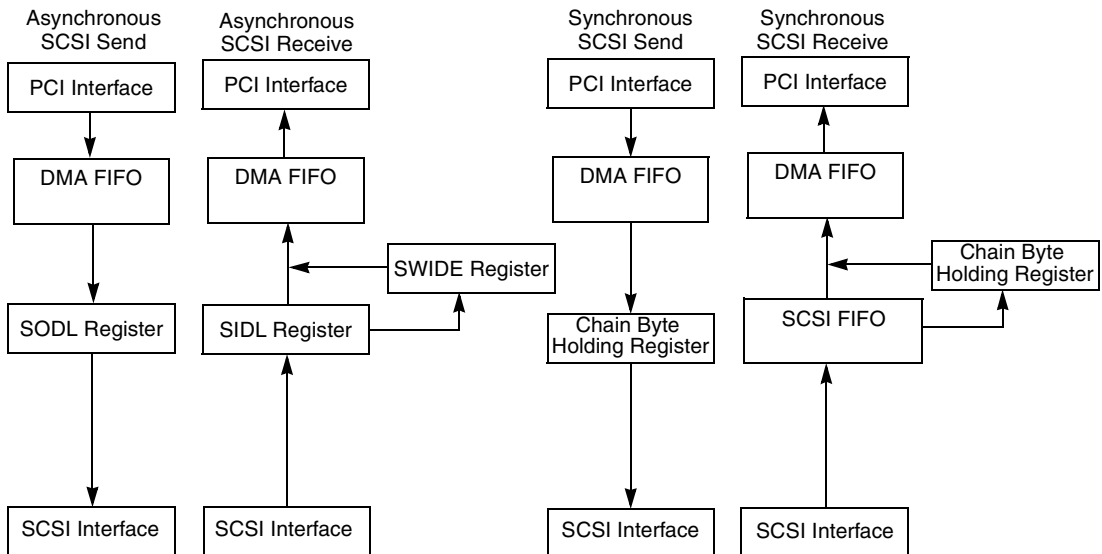 Asynchronous
SCSI Send
PCI Interface
DMA FIFO
SODL Register
SCSI Interface
Asynchronous
SCSI Receive
PCI Interface
DMA FIFO
SWIDE Register
SIDL Register
SCSI Interface
Synchronous
SCSI Send
PCI Interface
DMA FIFO
Chain Byte
Holding Register
SCSI Interface
Synchronous
SCSI Receive
PCI Interface
DMA FIFO
Chain Byte
Holding Register
SCSI FIFO
SCSI Interface